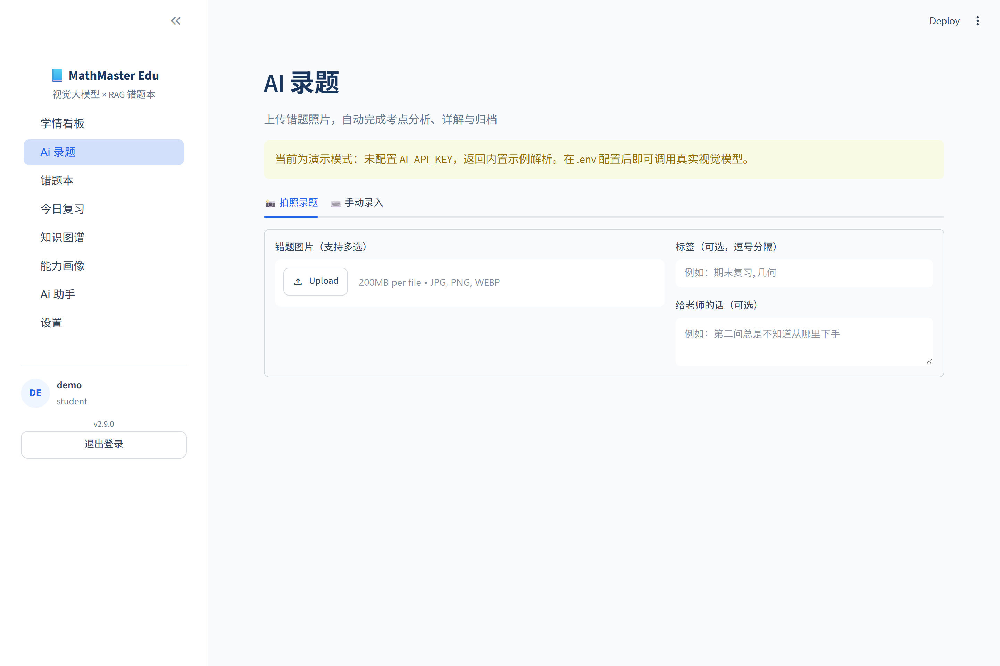 Deploy
📘 MathMaster Edu
视觉大模型 × RAG 错题本
学情看板
Ai 录题
错题本
今日复习
知识图谱
能力画像
Ai 助手
设置
DE
demo
student
v2.9.0
退出登录
AI 录题
上传错题照片，自动完成考点分析、详解与归档
当前为演示模式：未配置 AI_API_KEY，返回内置示例解析。在 .env 配置后即可调用真实视觉模型。
📸 拍照录题
⌨️ 手动录入
错题图片（支持多选）
Upload
200MB per file • JPG, PNG, WEBP
标签（可选，逗号分隔）
例如：期末复习, 几何
给老师的话（可选）
例如：第二问总是不知道从哪里下手